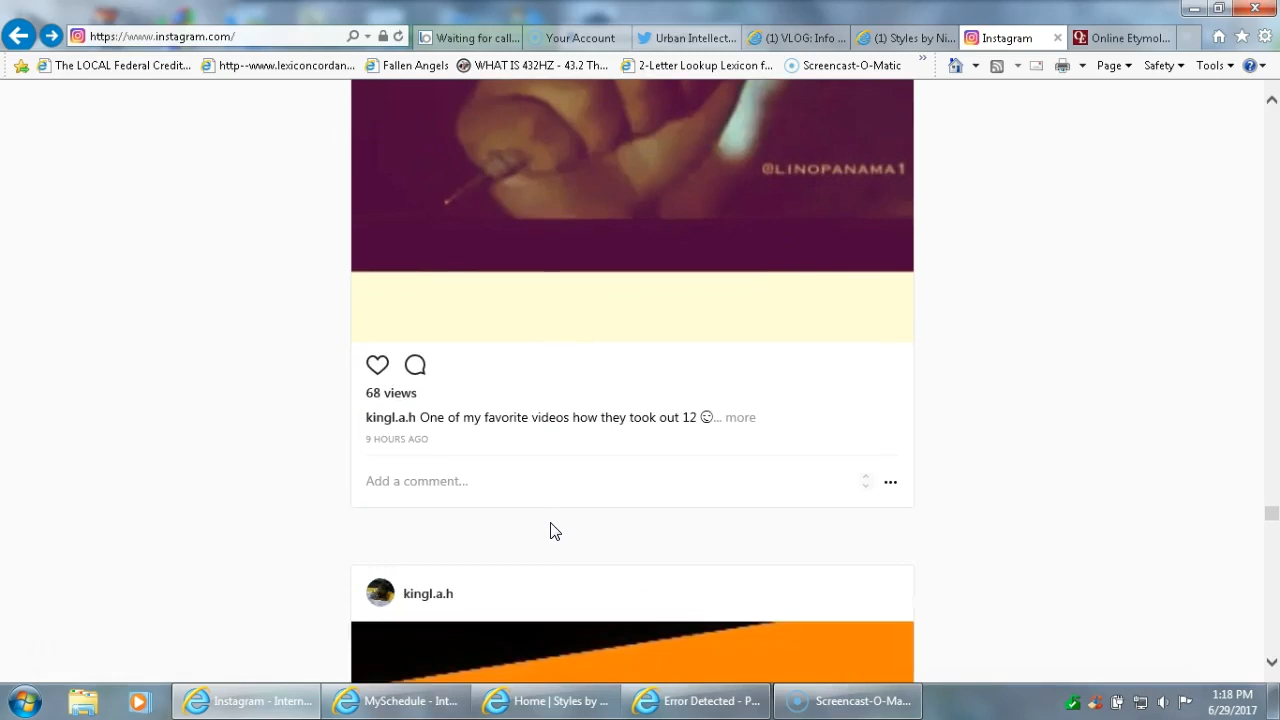 https://www.instagram.com/
Waiting for call...
Your Account
Urban Intellect...
(1) VLOG: Info ...
(1) Styles by Ni...
Instagram
Online Etymol...
The LOCAL Federal Credit...
http--www.lexiconcordan...
Fallen Angels
WHAT IS 432HZ - 43.2 Th...
2-Letter Lookup Lexicon f...
Screencast-O-Matic
Page
Safety
Tools
@LINOPANAMA1
68 views
kingl.a.h One of my favorite videos how they took out 12 😌... more
9 HOURS AGO
Add a comment...
kingl.a.h
Instagram - Intern...
MySchedule - Int...
Home | Styles by ...
Error Detected - P...
Screencast-O-Ma...
1:18 PM
6/29/2017